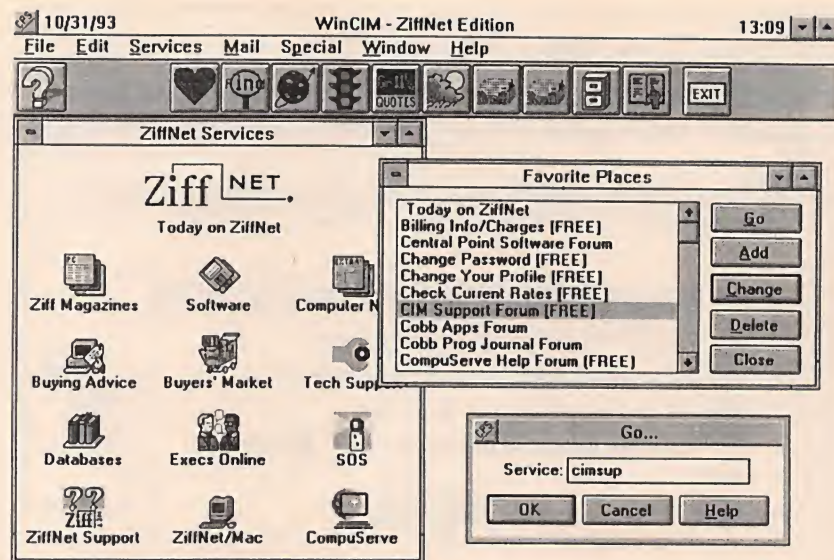 10/31/93 WinCIM - ZiffNet Edition 13:09
File Edit Services Mail Special Window Help
Find QUOTES EXIT
ZiffNet Services
Ziff NET
Today on ZiffNet
Ziff Magazines Software Computer N
Buying Advice Buyers' Market Tech Suppor
Databases Execs Online SOS
Ziff
ZiffNet Support ZiffNet/Mac CompuServe
Favorite Places
Today on ZiffNet
Billing Info/Charges [FREE]
Central Point Software Forum
Change Password [FREE]
Change Your Profile [FREE]
Check Current Rates [FREE]
CIM Support Forum [FREE]
Cobb Apps Forum
Cobb Prog Journal Forum
CompuServe Help Forum [FREE]
Go
Add
Change
Delete
Close
Go...
Service: cimsup
OK Cancel Help